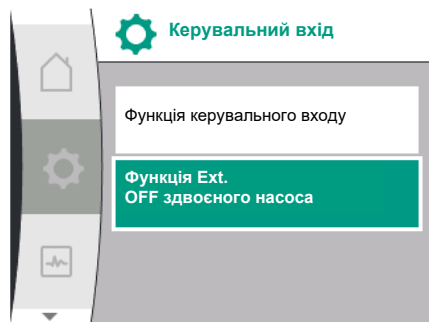 Керувальний вхід
Функція керувального входу
Функція Ext.
OFF здвоєного насоса